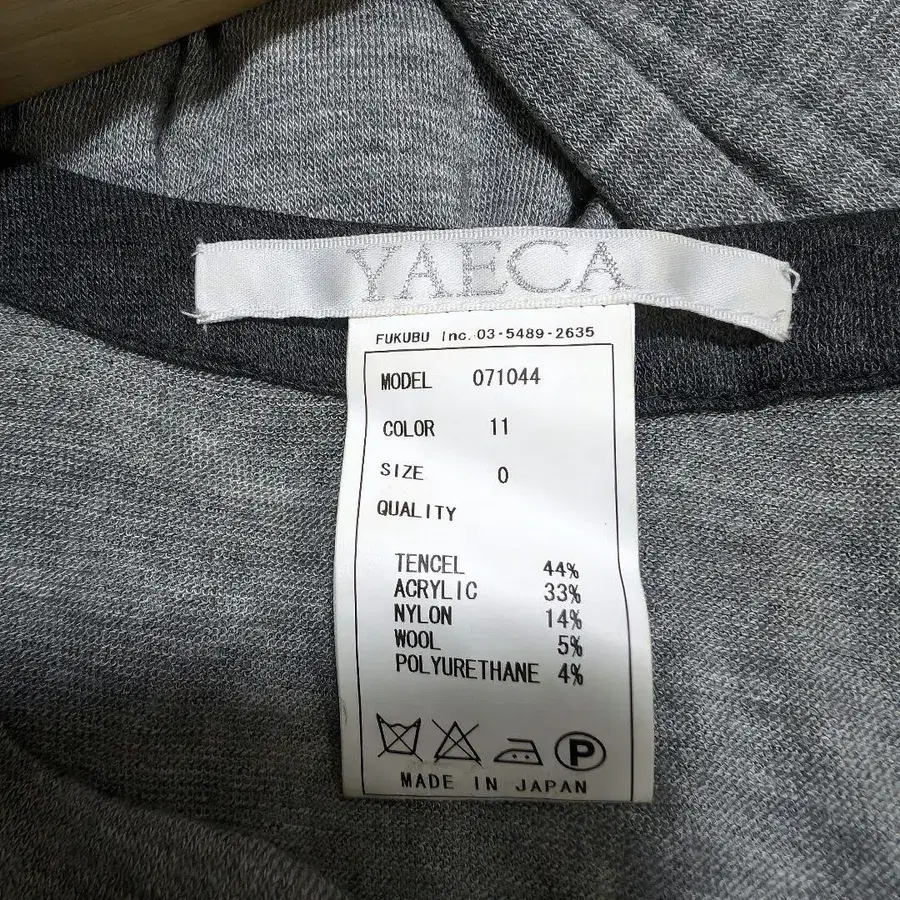 YAECA
FUKUBU Inc. 03-5489-2635
MODEL 071044
COLOR 11
SIZE 0
QUALITY
TENCEL 44%
ACRYLIC 33%
NYLON 14%
WOOL 5%
POLYURETHANE 4%
P
MADE IN JAPAN